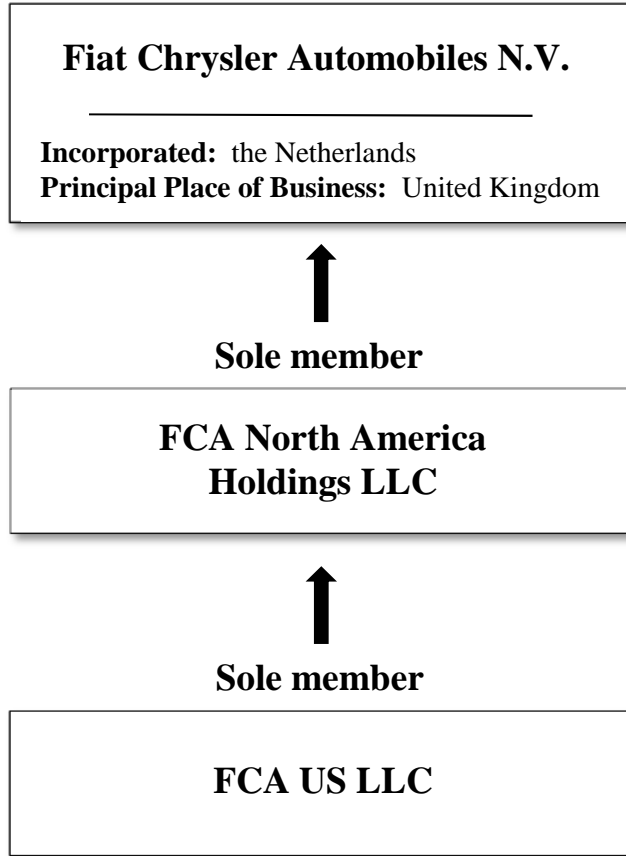 Fiat Chrysler Automobiles N.V.
Incorporated: the Netherlands
Principal Place of Business: United Kingdom
Sole member
FCA North America
Holdings LLC
Sole member
FCA US LLC